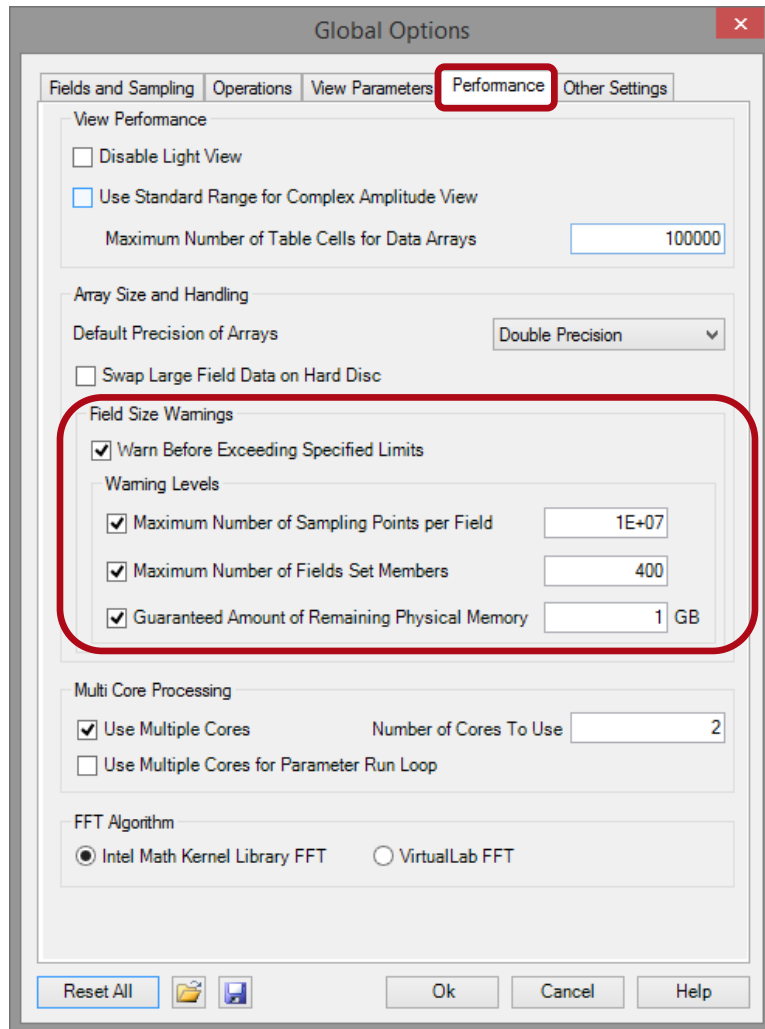 Global Options
Fields and Sampling Operations View Parameters Performance Other Settings
View Performance
Disable Light View
Use Standard Range for Complex Amplitude View
Maximum Number of Table Cells for Data Arrays 100000
Array Size and Handling
Default Precision of Arrays Double Precision
Swap Large Field Data on Hard Disc
Field Size Warnings
Warn Before Exceeding Specified Limits
Warning Levels
Maximum Number of Sampling Points per Field 1E+07
Maximum Number of Fields Set Members 400
Guaranteed Amount of Remaining Physical Memory 1 GB
Multi Core Processing
Use Multiple Cores Number of Cores To Use 2
Use Multiple Cores for Parameter Run Loop
FFT Algorithm
Intel Math Kernel Library FFT VirtualLab FFT
Reset All Ok Cancel Help